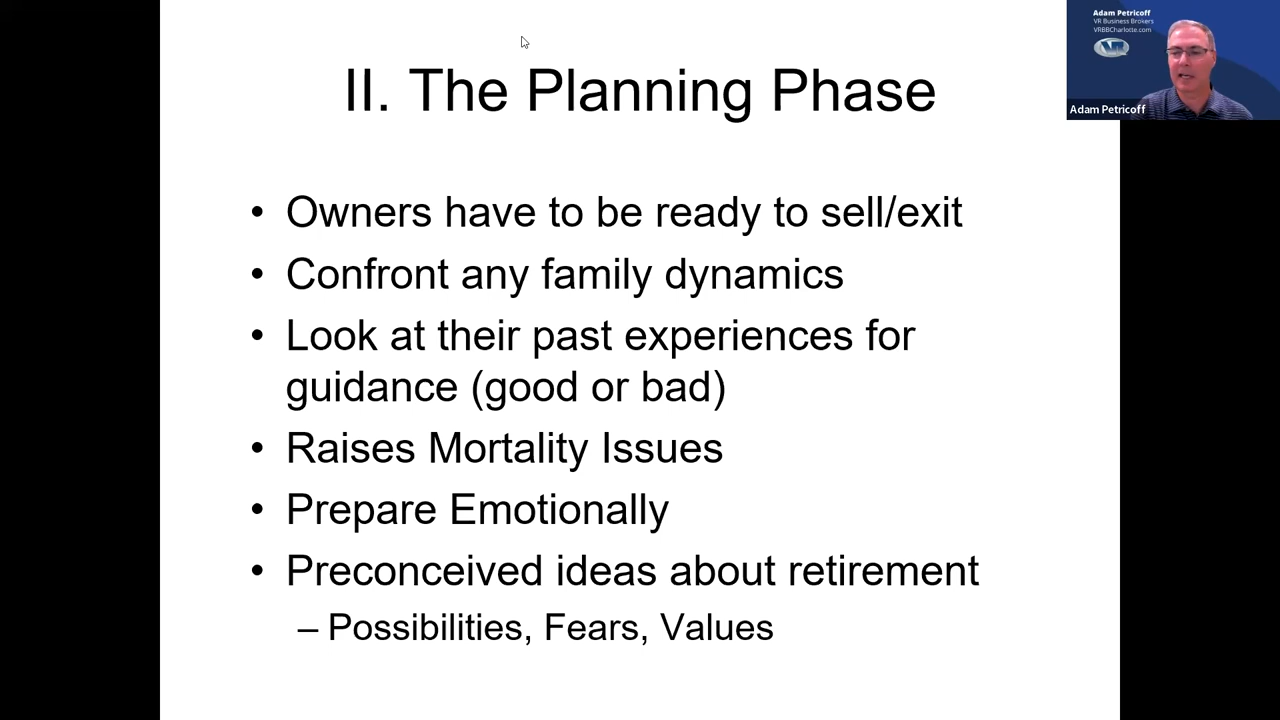 II. The Planning Phase
• Owners have to be ready to sell/exit
• Confront any family dynamics
• Look at their past experiences for
guidance (good or bad)
• Raises Mortality Issues
• Prepare Emotionally
• Preconceived ideas about retirement
– Possibilities, Fears, Values
Adam Petricoff
VR Business Brokers
VRBBCharlotte.com
VR
Adam Petricoff